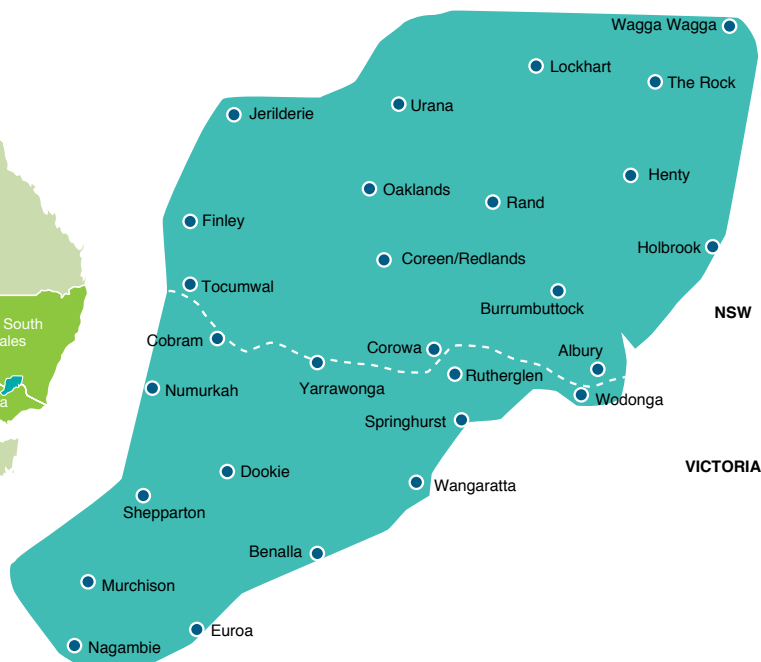 Wagga Wagga
Lockhart
The Rock
Urana
Jerilderie
Henty
Oaklands
Rand
Finley
Holbrook
Coreen/Redlands
Tocumwal
Burrumbuttock
NSW
South
ales
Cobram
Corowa
Albury
Rutherglen
Yarrawonga
Numurkah
Wodonga
a
Springhurst
VICTORIA
Dookie
Wangaratta
Shepparton
Benalla
Murchison
Euroa
Nagambie